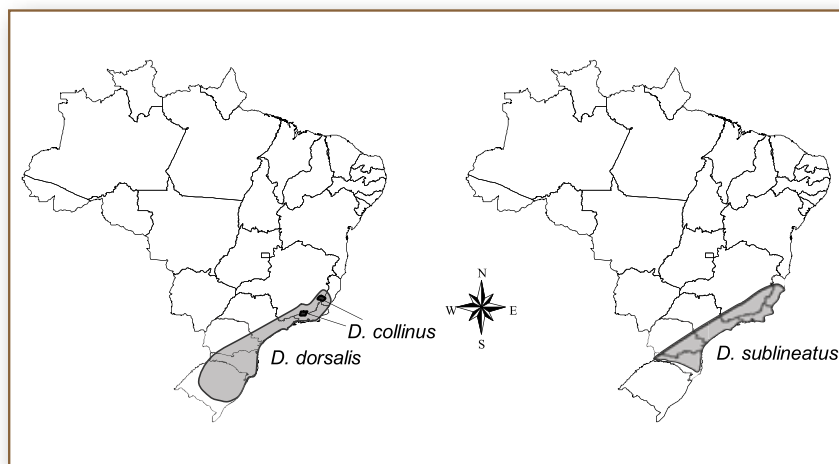 N
W E
S
D. collinus
D. dorsalis
D. sublineatus